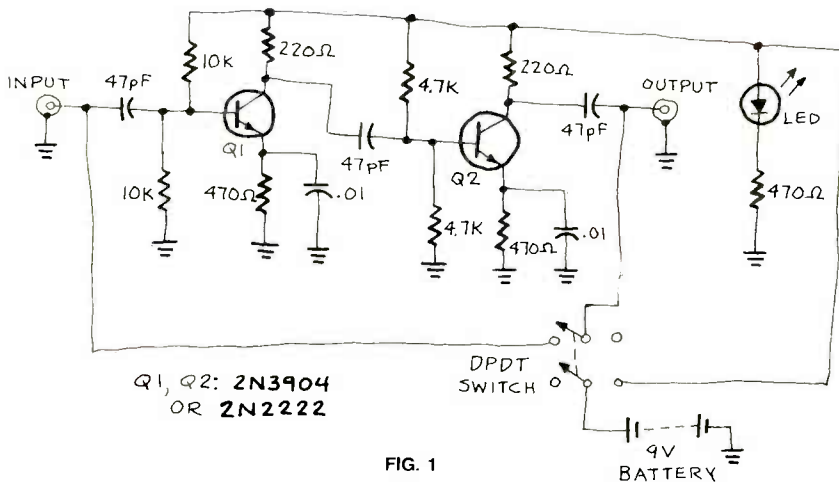 INPUT
47pF
10K
10K
220Ω
Q1
470Ω
.01
47pF
4.7K
4.7K
220Ω
Q2
470Ω
.01
47pF
OUTPUT
LED
470Ω
DPDT
SWITCH
9V
BATTERY
Q1, Q2: 2N3904
OR 2N2222
FIG. 1